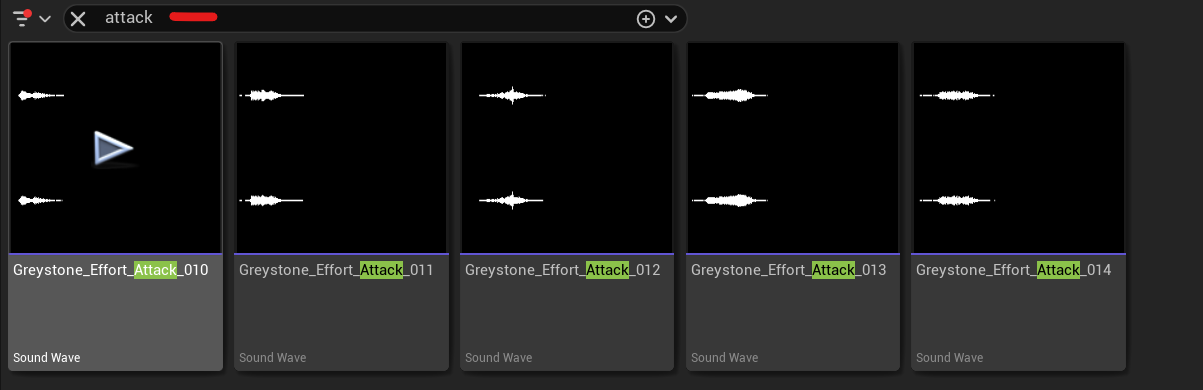 attack
Greystone_Effort_Attack_010
Sound Wave
Greystone_Effort_Attack_011
Sound Wave
Greystone_Effort_Attack_012
Sound Wave
Greystone_Effort_Attack_013
Sound Wave
Greystone_Effort_Attack_014
Sound Wave